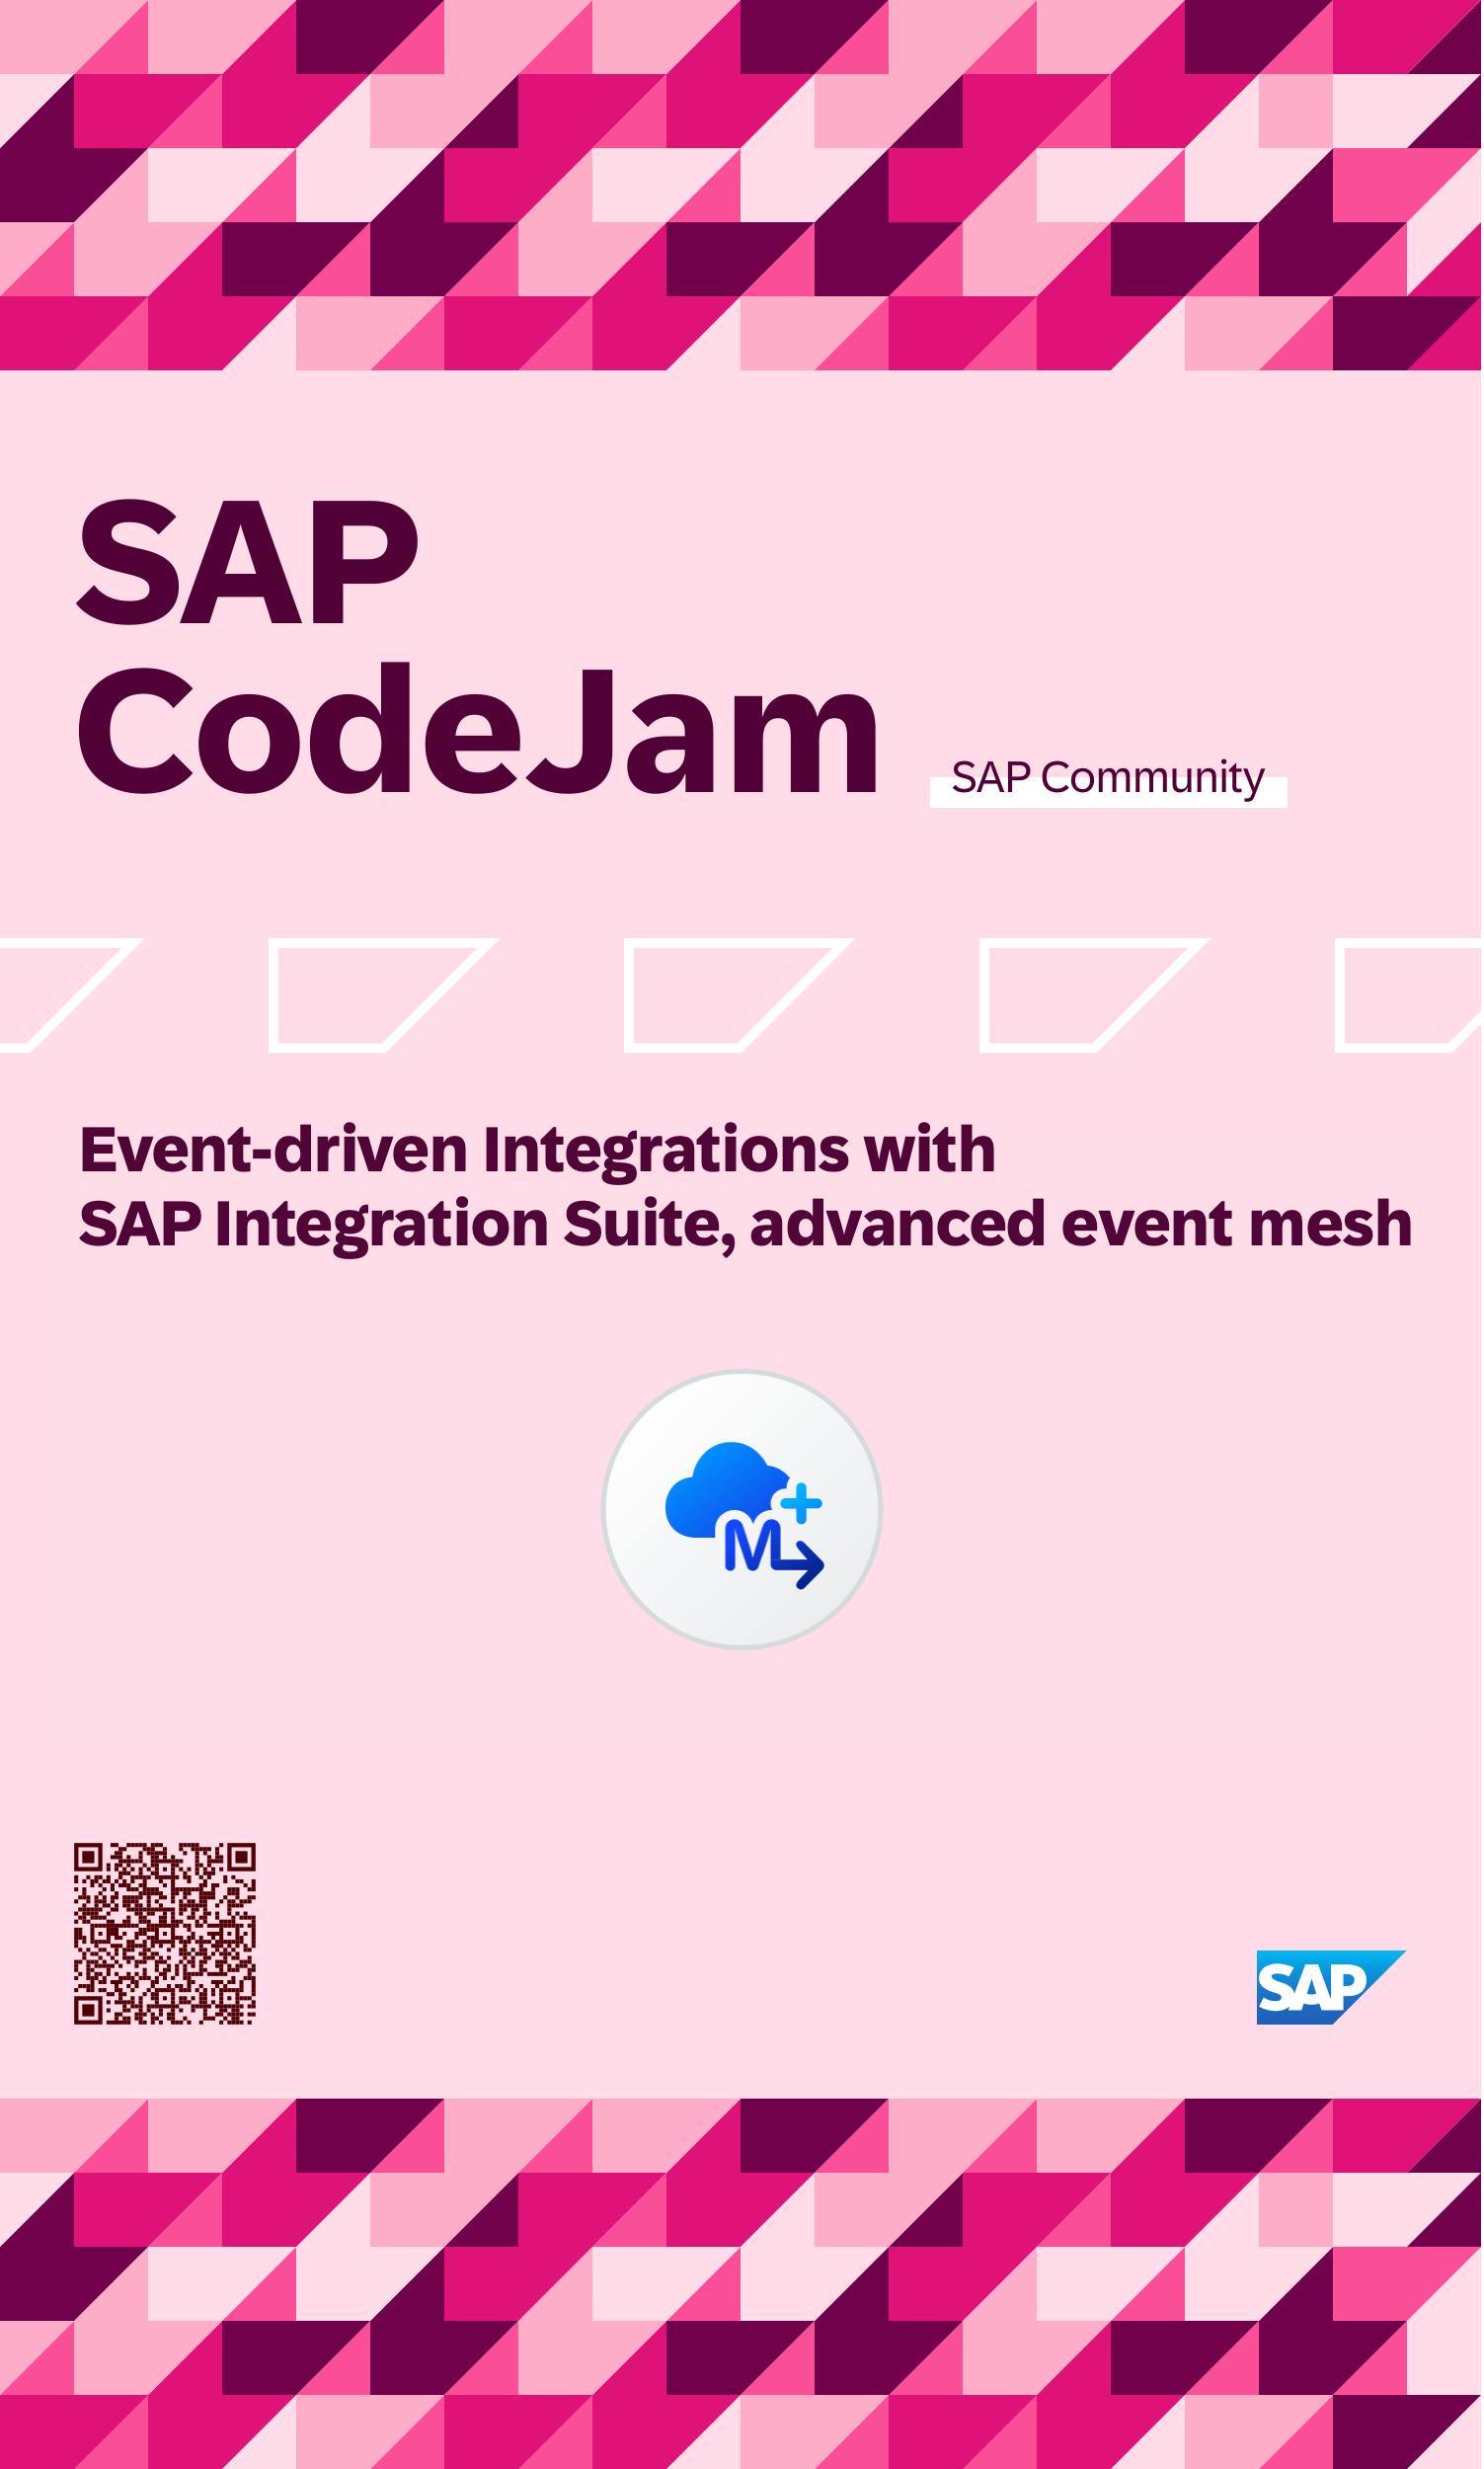 SAP
CodeJam
SAP Community
Event-driven Integrations with
SAP Integration Suite, advanced event mesh
M
SAP